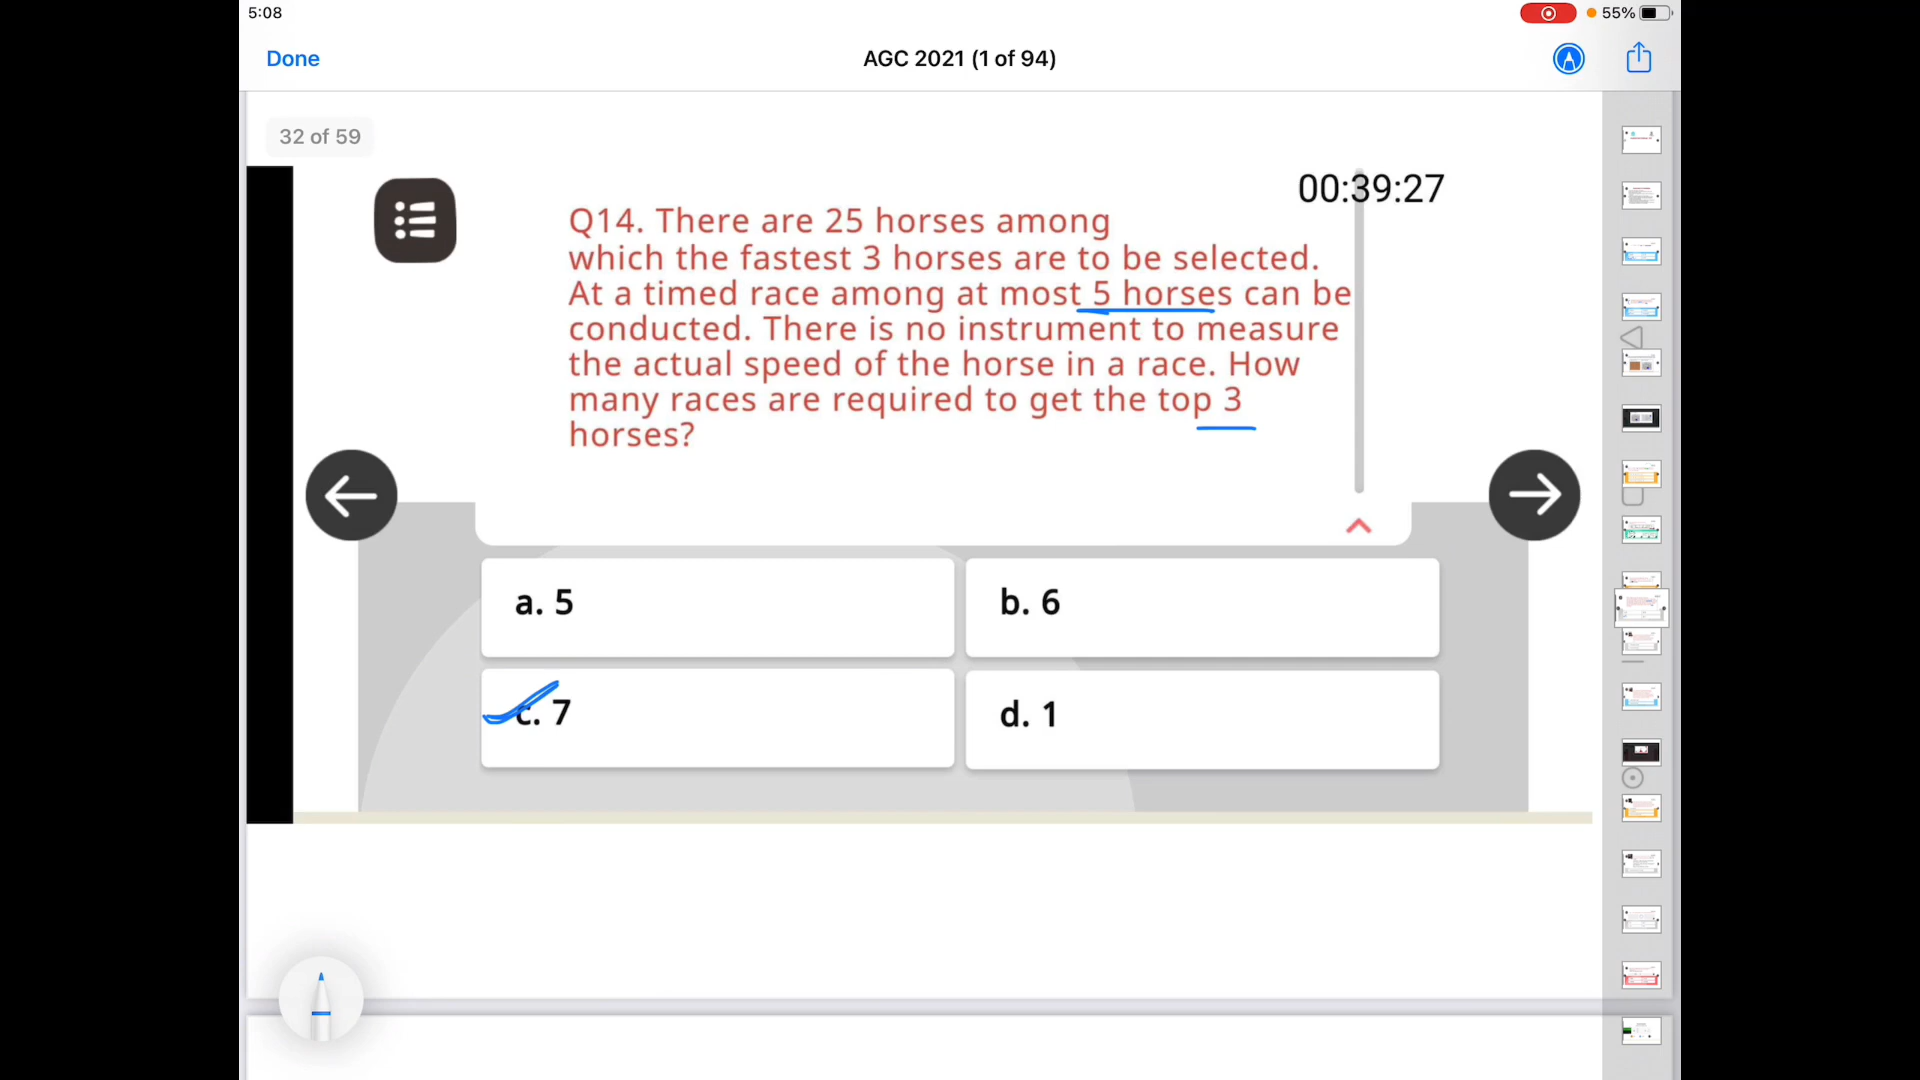 5:08
55%
Done
AGC 2021 (1 of 94)
32 of 59
00:39:27
Q14. There are 25 horses among
which the fastest 3 horses are to be selected.
At a timed race among at most 5 horses can be
conducted. There is no instrument to measure
the actual speed of the horse in a race. How
many races are required to get the top 3
horses?
a. 5
b. 6
c. 7
d. 1